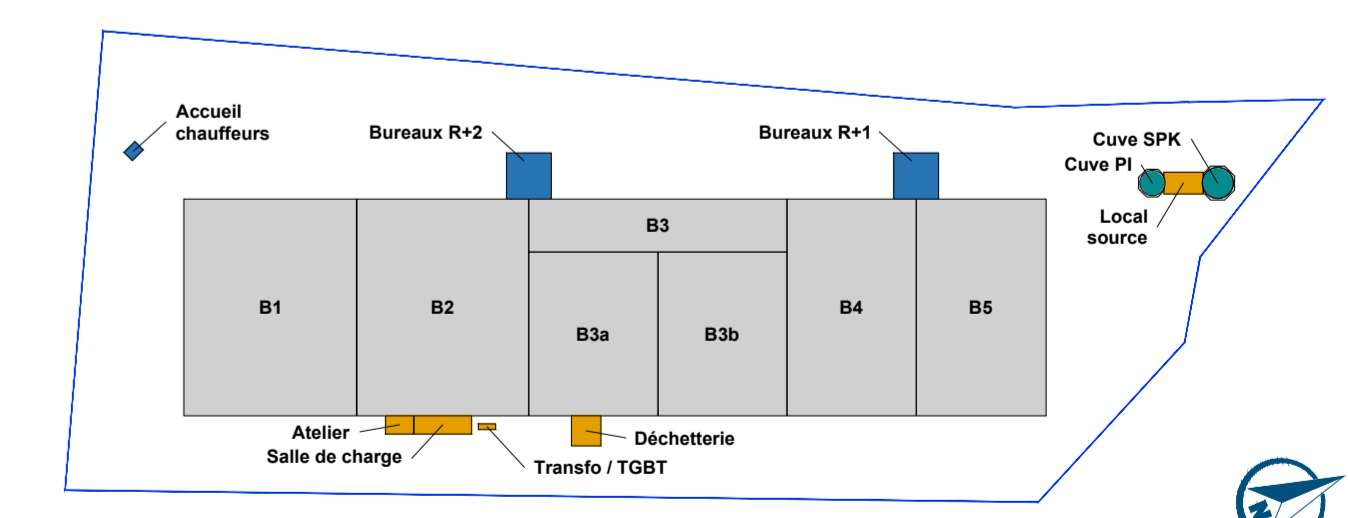 Accueil
chauffeurs
Bureaux R+2
Bureaux R+1
Cuve SPK
Cuve PI
Local
source
B3
B1
B2
B3a
B3b
B4
B5
Atelier
Salle de charge
Transfo / TGBT
Déchetterie
N